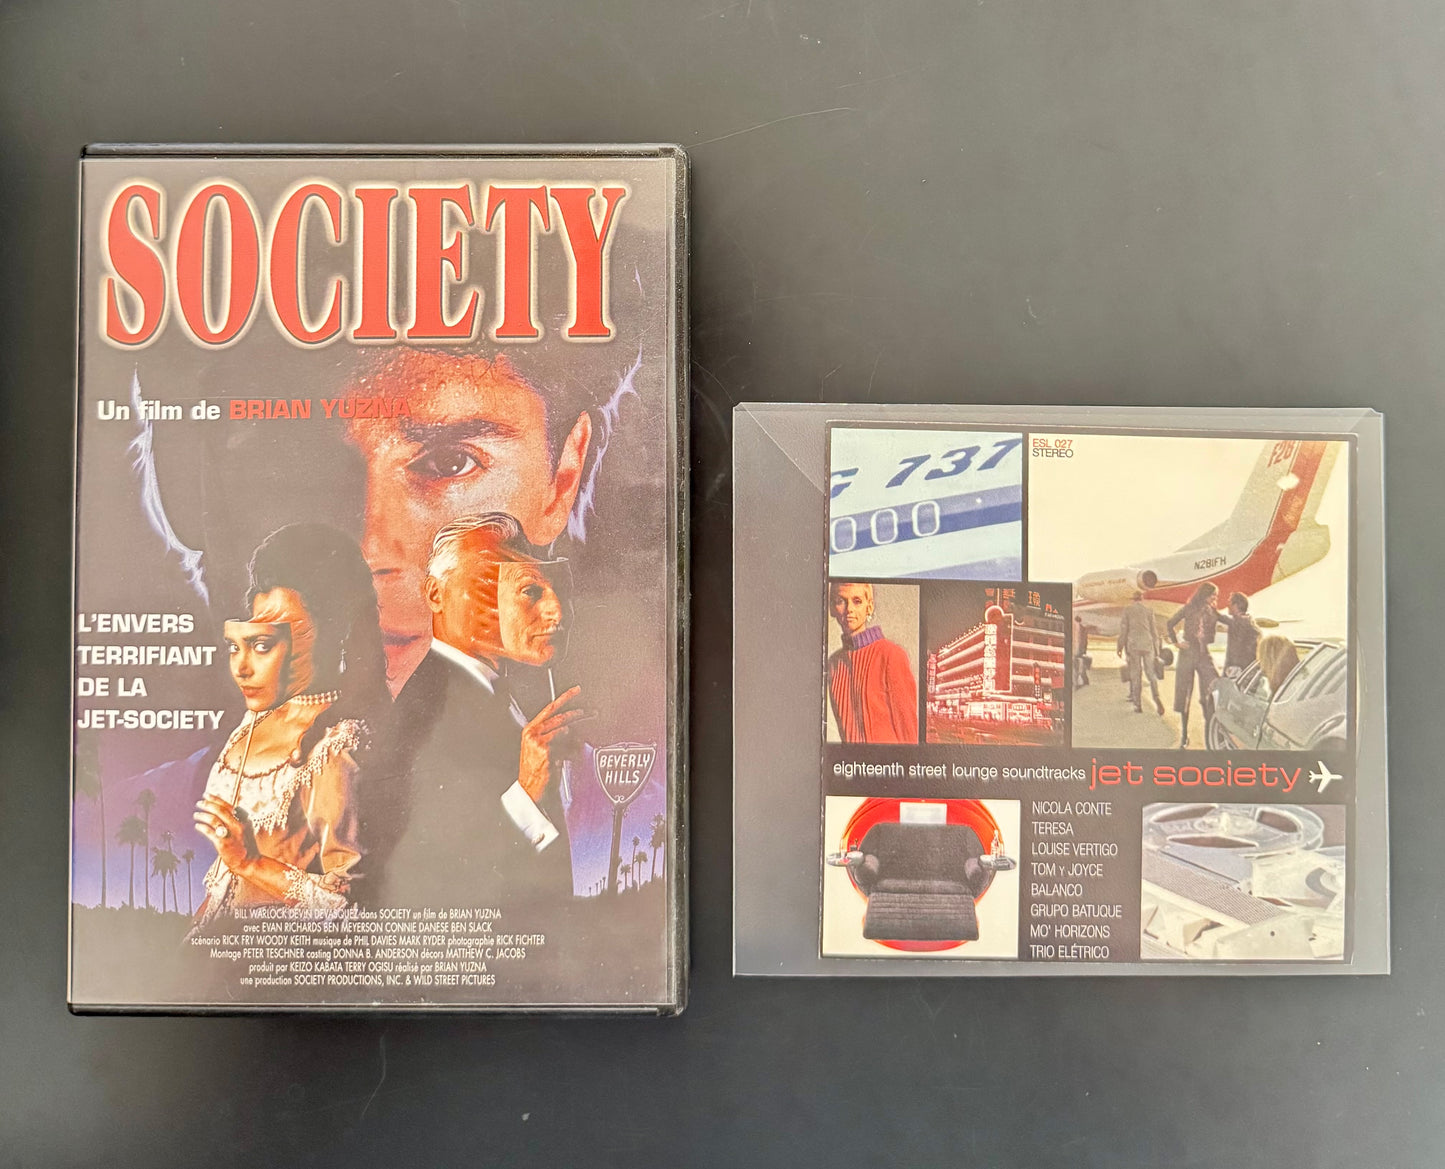 SOCIETY
Un film de BRIAN YUZNA
L'ENVERS
TERRIFIANT
DE LA
JET-SOCIETY
BEVERLY
HILLS
BILL WARLOCK DEVIN DEVASQUEZ dans SOCIETY un film de BRIAN YUZNA
avec EVAN RICHARDS BEN MEYERSON CONNIE DANESE BEN SLACK
scénario RICK FRY WOODY KEITH musique de PHIL DAVIES MARK RYDER photographie RICK FICHTER
Montage PETER TESCHNER casting DONNA B. ANDERSON décors MATTHEW C. JACOBS
produit par KEIZO KABATA TERRY OGISU réalisé par BRIAN YUZNA
une production SOCIETY PRODUCTIONS, INC. & WILD STREET PICTURES
737
ESL 027
STEREO
F28
N281FH
eighteenth street lounge soundtracks jet society
NICOLA CONTE
TERESA
LOUISE VERTIGO
TOM Y JOYCE
BALANCO
GRUPO BATUQUE
MO' HORIZONS
TRIO ELÉTRICO